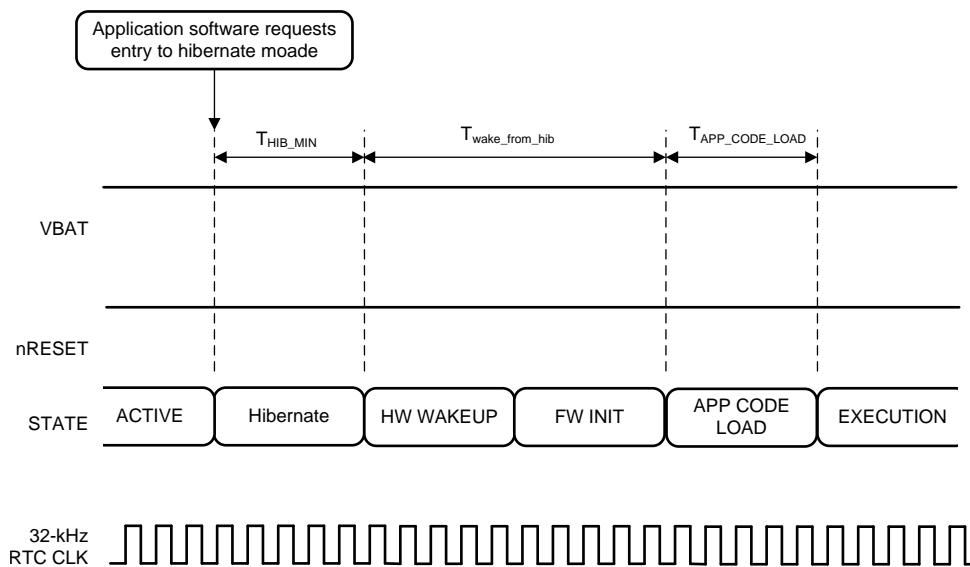 Application software requests
entry to hibernate moade
THIB_MIN
Twake_from_hib
TAPP_CODE_LOAD
VBAT
nRESET
STATE
ACTIVE
Hibernate
HW WAKEUP
FW INIT
APP CODE
LOAD
EXECUTION
32-kHz
RTC CLK